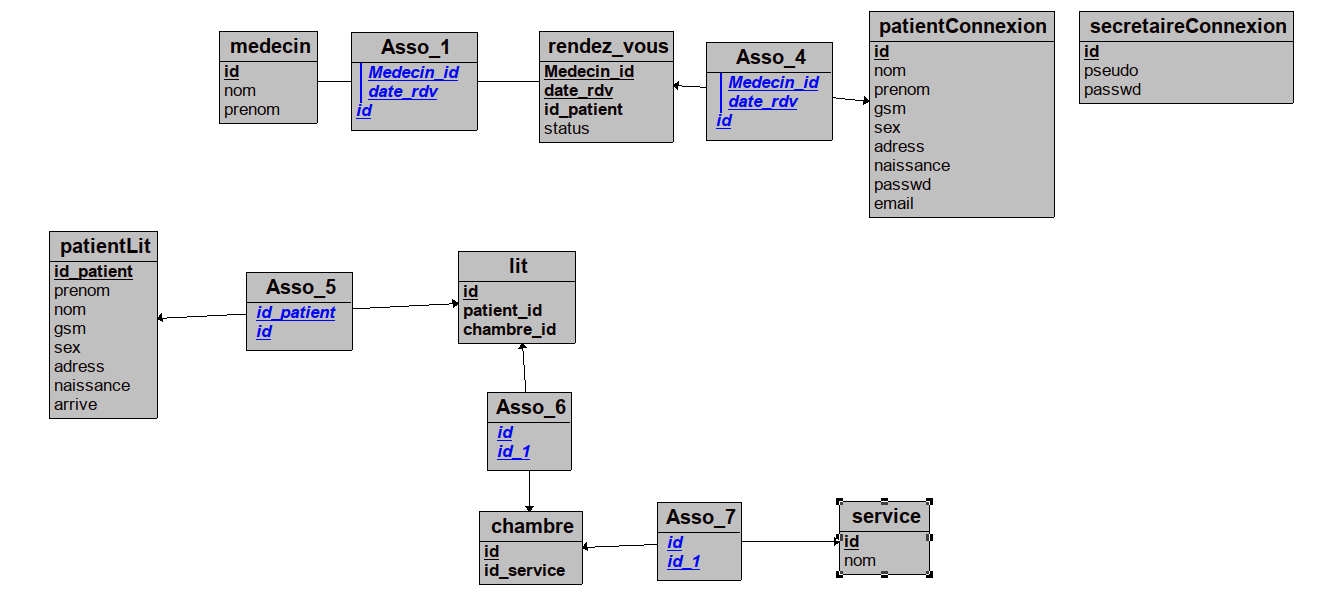 medecin
id
nom
prenom
Asso_1
Medecin_id
date_rdv
id
rendez_vous
Medecin_id
date_rdv
id_patient
status
Asso_4
Medecin_id
date_rdv
id
patientConnexion
id
nom
prenom
gsm
sex
adress
naissance
passwd
email
secretaireConnexion
id
pseudo
passwd
patientLit
id_patient
prenom
nom
gsm
sex
adress
naissance
arrive
Asso_5
id_patient
id
lit
id
patient_id
chambre_id
Asso_6
id
id_1
chambre
id
id_service
Asso_7
id
id_1
service
id
nom